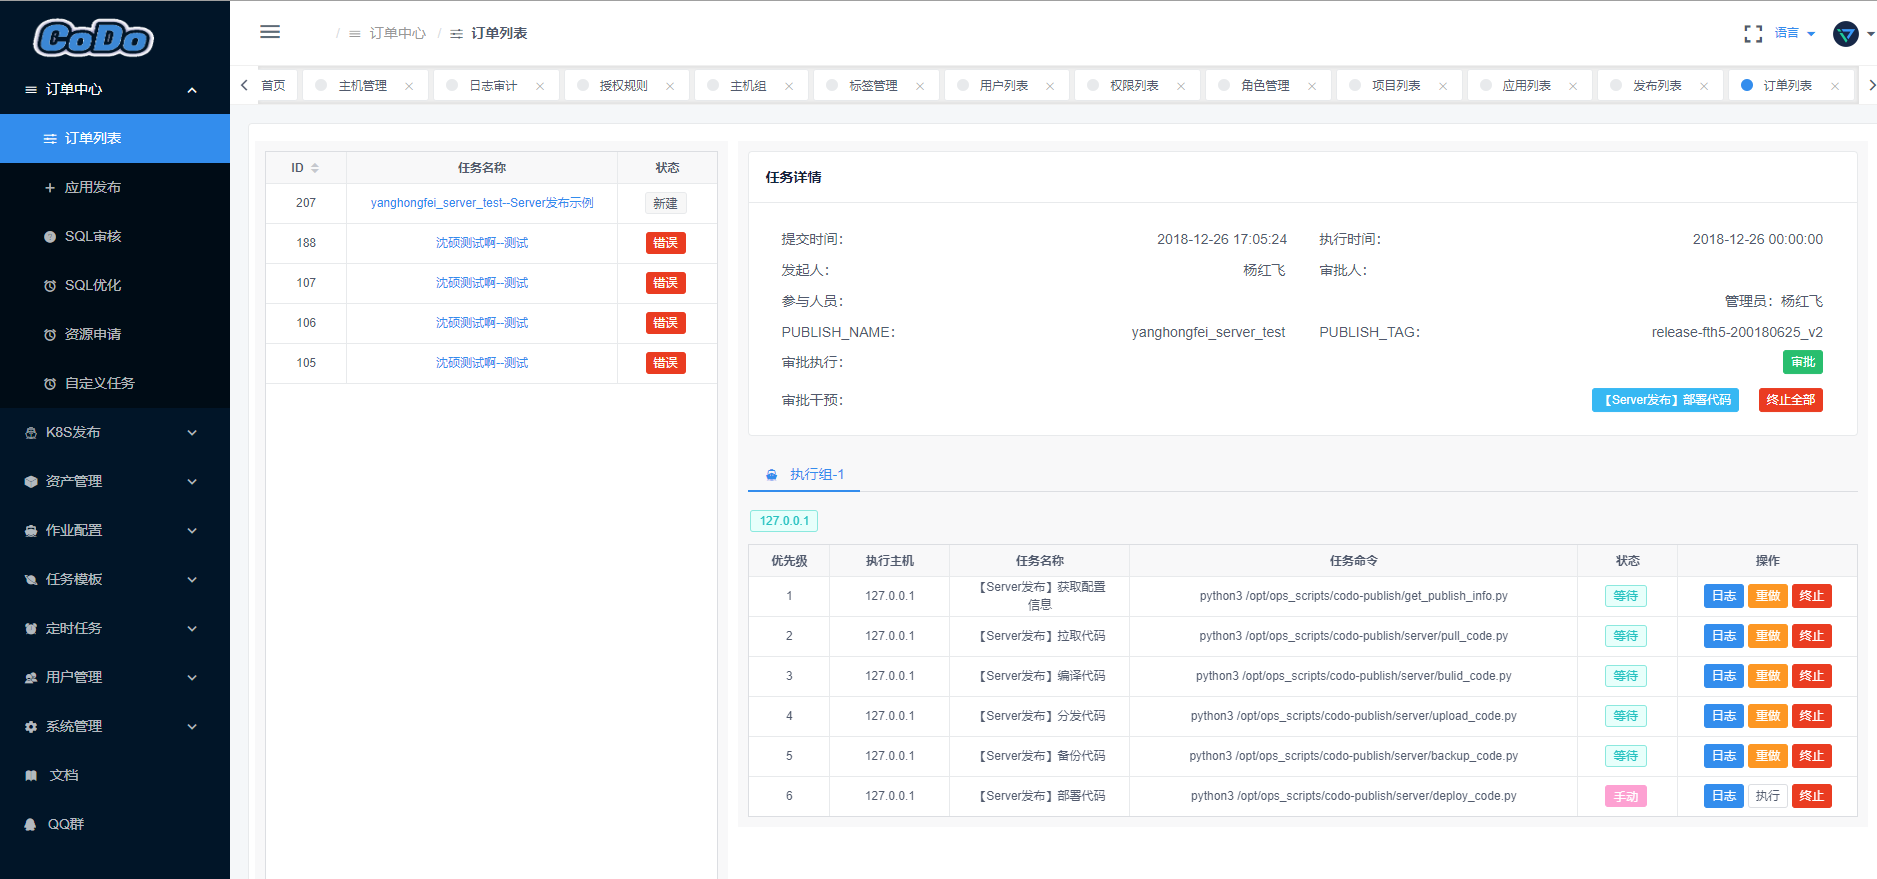 CoDo
订单中心
订单列表
应用发布
SQL审核
SQL优化
资源申请
自定义任务
K8S发布
资产管理
作业配置
任务模板
定时任务
用户管理
系统管理
文档
QQ群
/ 订单中心 / 订单列表
语言
首页 主机管理 日志审计 授权规则 主机组 标签管理 用户列表 权限列表 角色管理 项目列表 应用列表 发布列表 订单列表
ID 任务名称 状态
207 yanghongfei_server_test--Server发布示例 新建
188 沈硕测试啊--测试 错误
107 沈硕测试啊--测试 错误
106 沈硕测试啊--测试 错误
105 沈硕测试啊--测试 错误
任务详情
提交时间： 2018-12-26 17:05:24 执行时间： 2018-12-26 00:00:00
发起人： 杨红飞 审批人：
参与人员： 管理员：杨红飞
PUBLISH_NAME： yanghongfei_server_test PUBLISH_TAG： release-fth5-200180625_v2
审批执行： 审批
审批干预： 【Server发布】部署代码 终止全部
执行组-1
127.0.0.1
优先级 执行主机 任务名称 任务命令 状态 操作
1 127.0.0.1 【Server发布】获取配置信息 python3 /opt/ops_scripts/codo-publish/get_publish_info.py 等待 日志 重做 终止
2 127.0.0.1 【Server发布】拉取代码 python3 /opt/ops_scripts/codo-publish/server/pull_code.py 等待 日志 重做 终止
3 127.0.0.1 【Server发布】编译代码 python3 /opt/ops_scripts/codo-publish/server/bulid_code.py 等待 日志 重做 终止
4 127.0.0.1 【Server发布】分发代码 python3 /opt/ops_scripts/codo-publish/server/upload_code.py 等待 日志 重做 终止
5 127.0.0.1 【Server发布】备份代码 python3 /opt/ops_scripts/codo-publish/server/backup_code.py 等待 日志 重做 终止
6 127.0.0.1 【Server发布】部署代码 python3 /opt/ops_scripts/codo-publish/server/deploy_code.py 手动 日志 执行 终止